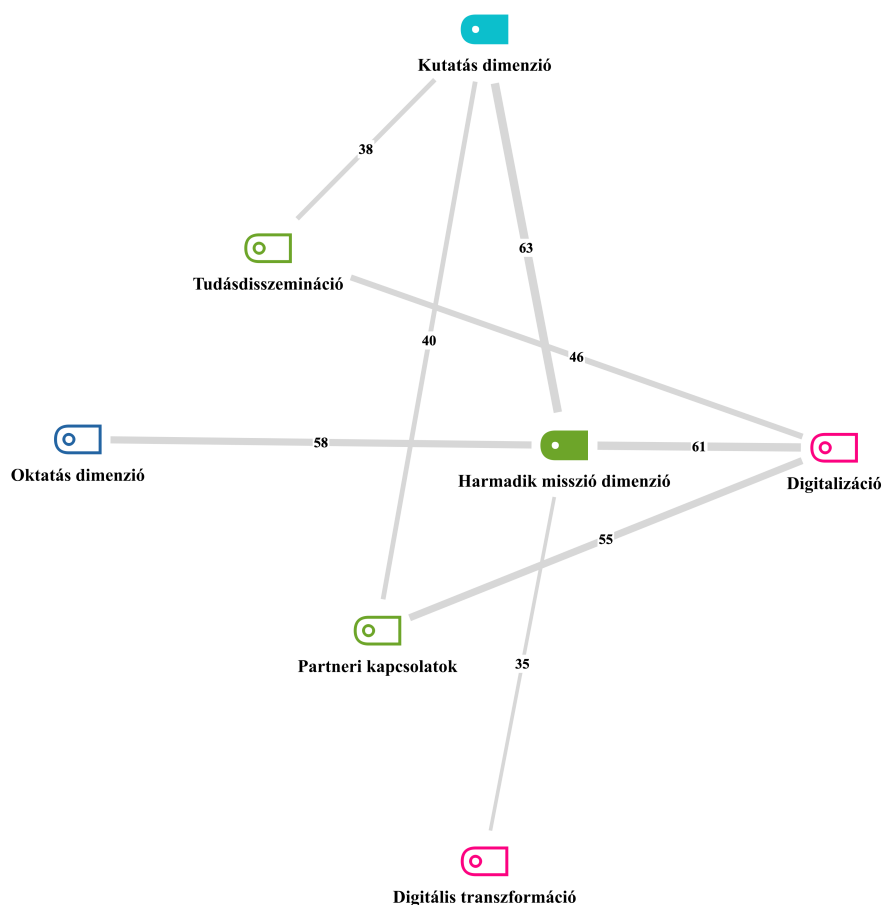 Kutatás dimenzió
38
63
Tudásdisszemináció
40
46
Oktatás dimenzió
58
61
Harmadik misszió dimenzió
Digitalizáció
55
Partneri kapcsolatok
35
Digitális transzformáció